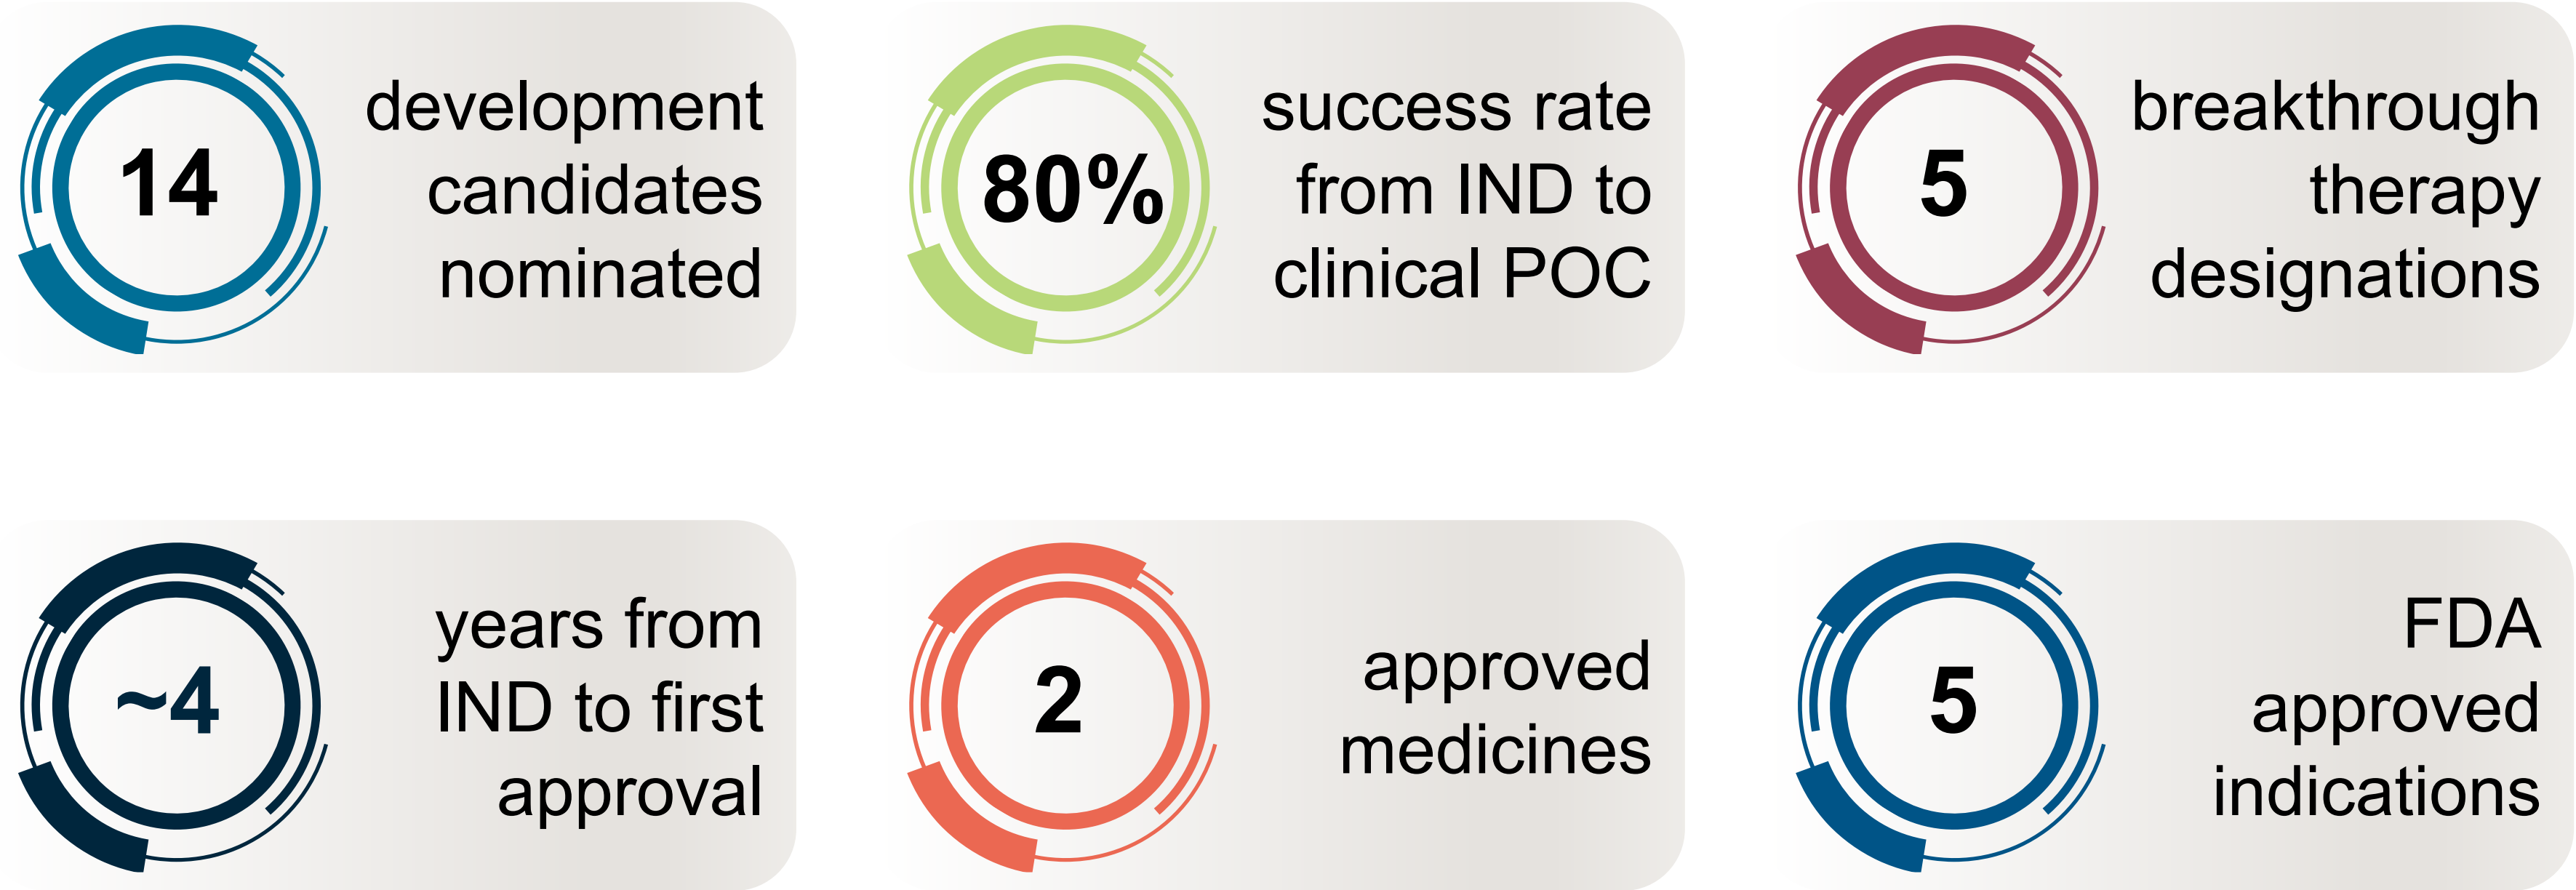 14
development
candidates
nominated
80%
success rate
from IND to
clinical POC
5
breakthrough
therapy
designations
~4
years from
IND to first
approval
2
approved
medicines
5
FDA
approved
indications